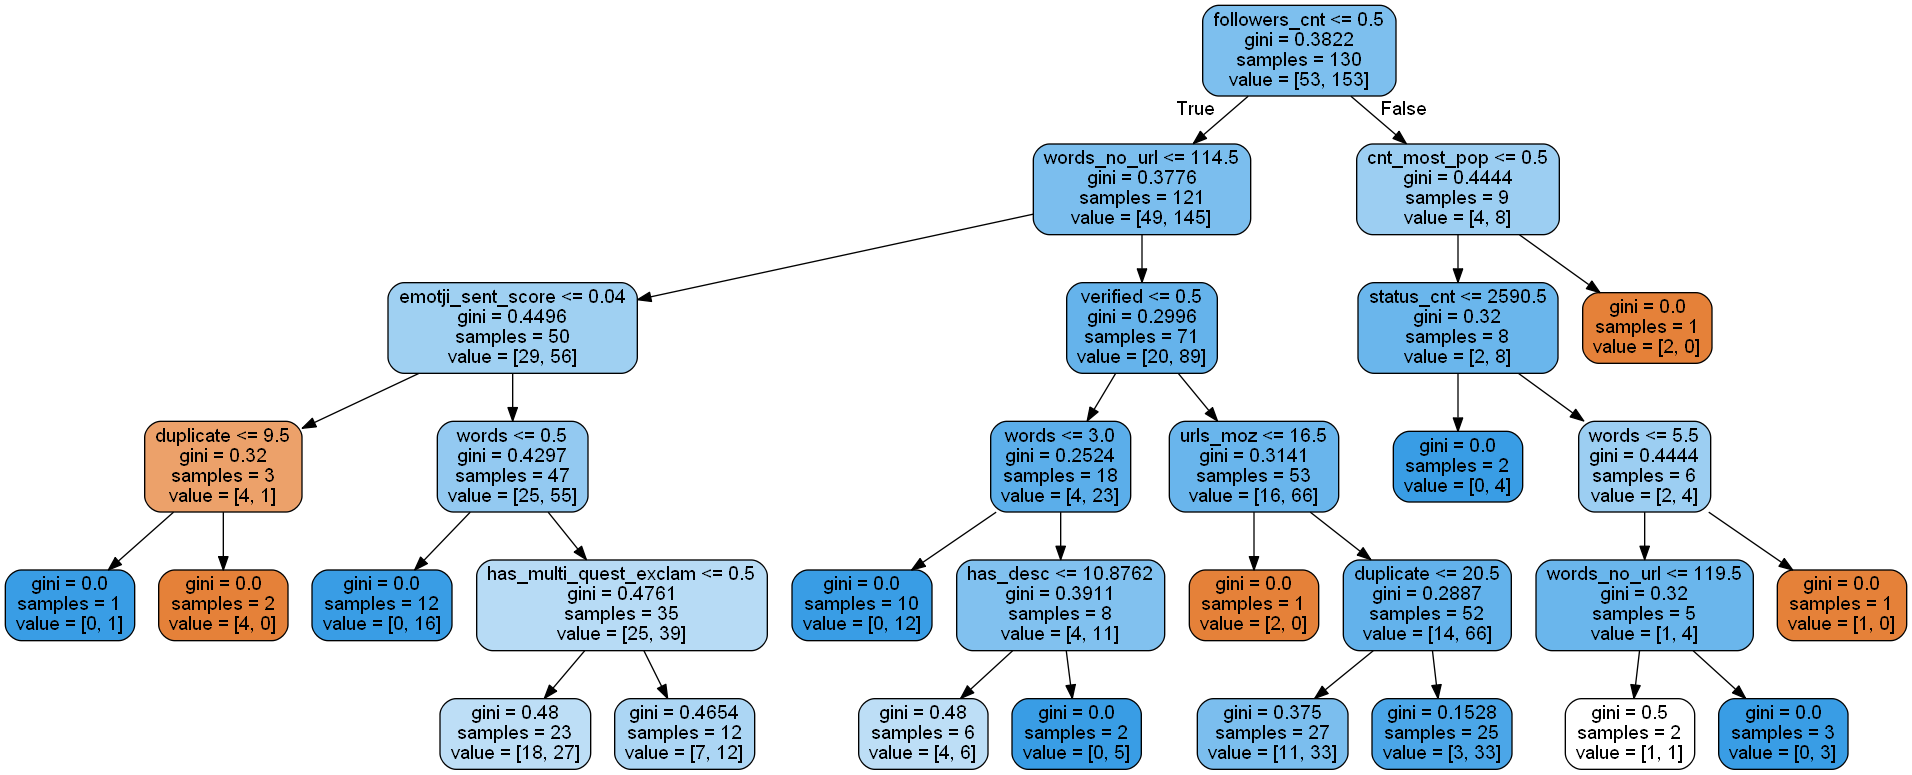 followers_cnt <= 0.5
gini = 0.3822
samples = 130
value = [53, 153]
True
False
words_no_url <= 114.5
gini = 0.3776
samples = 121
value = [49, 145]
cnt_most_pop <= 0.5
gini = 0.4444
samples = 9
value = [4, 8]
emotji_sent_score <= 0.04
gini = 0.4496
samples = 50
value = [29, 56]
verified <= 0.5
gini = 0.2996
samples = 71
value = [20, 89]
status_cnt <= 2590.5
gini = 0.32
samples = 8
value = [2, 8]
gini = 0.0
samples = 1
value = [2, 0]
duplicate <= 9.5
gini = 0.32
samples = 3
value = [4, 1]
words <= 0.5
gini = 0.4297
samples = 47
value = [25, 55]
words <= 3.0
gini = 0.2524
samples = 18
value = [4, 23]
urls_moz <= 16.5
gini = 0.3141
samples = 53
value = [16, 66]
gini = 0.0
samples = 2
value = [0, 4]
words <= 5.5
gini = 0.4444
samples = 6
value = [2, 4]
gini = 0.0
samples = 1
value = [0, 1]
gini = 0.0
samples = 2
value = [4, 0]
gini = 0.0
samples = 12
value = [0, 16]
has_multi_quest_exclam <= 0.5
gini = 0.4761
samples = 35
value = [25, 39]
gini = 0.0
samples = 10
value = [0, 12]
has_desc <= 10.8762
gini = 0.3911
samples = 8
value = [4, 11]
gini = 0.0
samples = 1
value = [2, 0]
duplicate <= 20.5
gini = 0.2887
samples = 52
value = [14, 66]
words_no_url <= 119.5
gini = 0.32
samples = 5
value = [1, 4]
gini = 0.0
samples = 1
value = [1, 0]
gini = 0.48
samples = 23
value = [18, 27]
gini = 0.4654
samples = 12
value = [7, 12]
gini = 0.48
samples = 6
value = [4, 6]
gini = 0.0
samples = 2
value = [0, 5]
gini = 0.375
samples = 27
value = [11, 33]
gini = 0.1528
samples = 25
value = [3, 33]
gini = 0.5
samples = 2
value = [1, 1]
gini = 0.0
samples = 3
value = [0, 3]